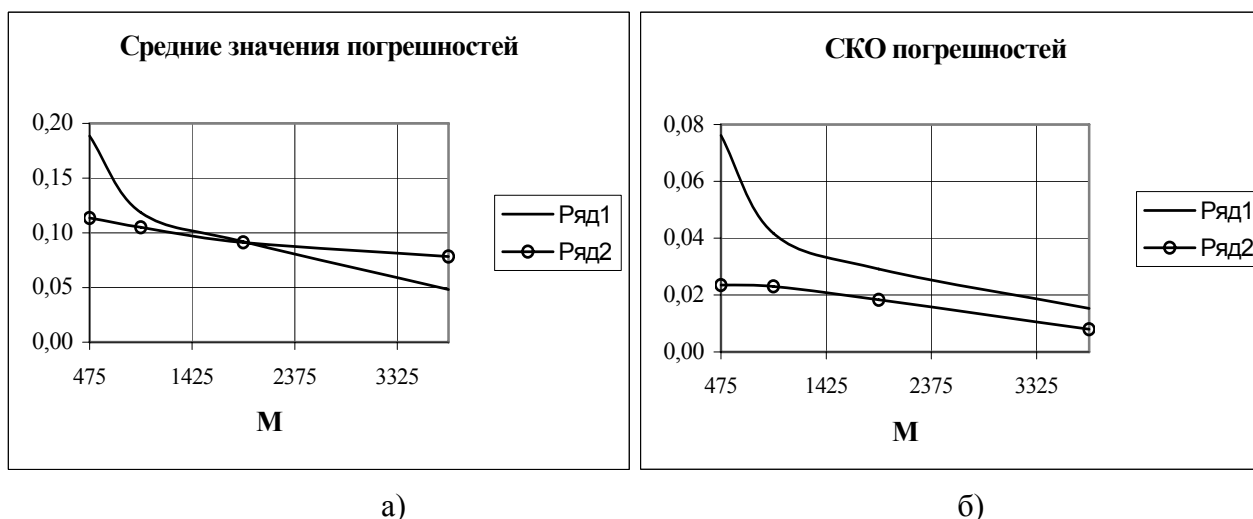 Средние значения погрешностей
0,20
0,15
0,10
0,05
0,00
475 1425 2375 3325
М
Ряд1
Ряд2
а)
СКО погрешностей
0,08
0,06
0,04
0,02
0,00
475 1425 2375 3325
М
Ряд1
Ряд2
б)